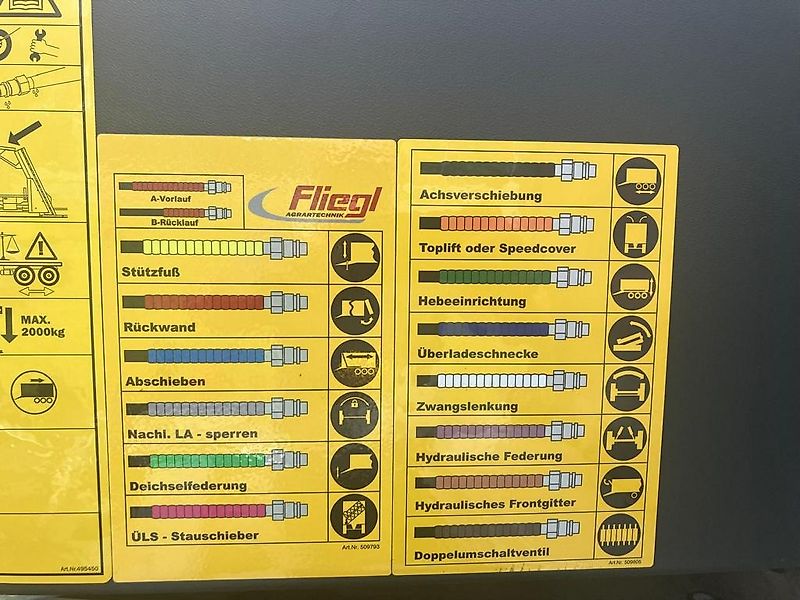 MAX.
2000kg
Art.Nr.495450
A-Vorlauf
B-Rücklauf
Fliegl
AGRARTECHNIK
Stützfuß
Rückwand
Abschieben
Nachl. LA - sperren
Deichselfederung
ÜLS - Stauschieber
Art.Nr. 509793
Achsverschiebung
Toplift oder Speedcover
Hebeeinrichtung
Überladeschnecke
Zwangslenkung
Hydraulische Federung
Hydraulisches Frontgitter
Doppelumschaltventil
Art.Nr. 509805